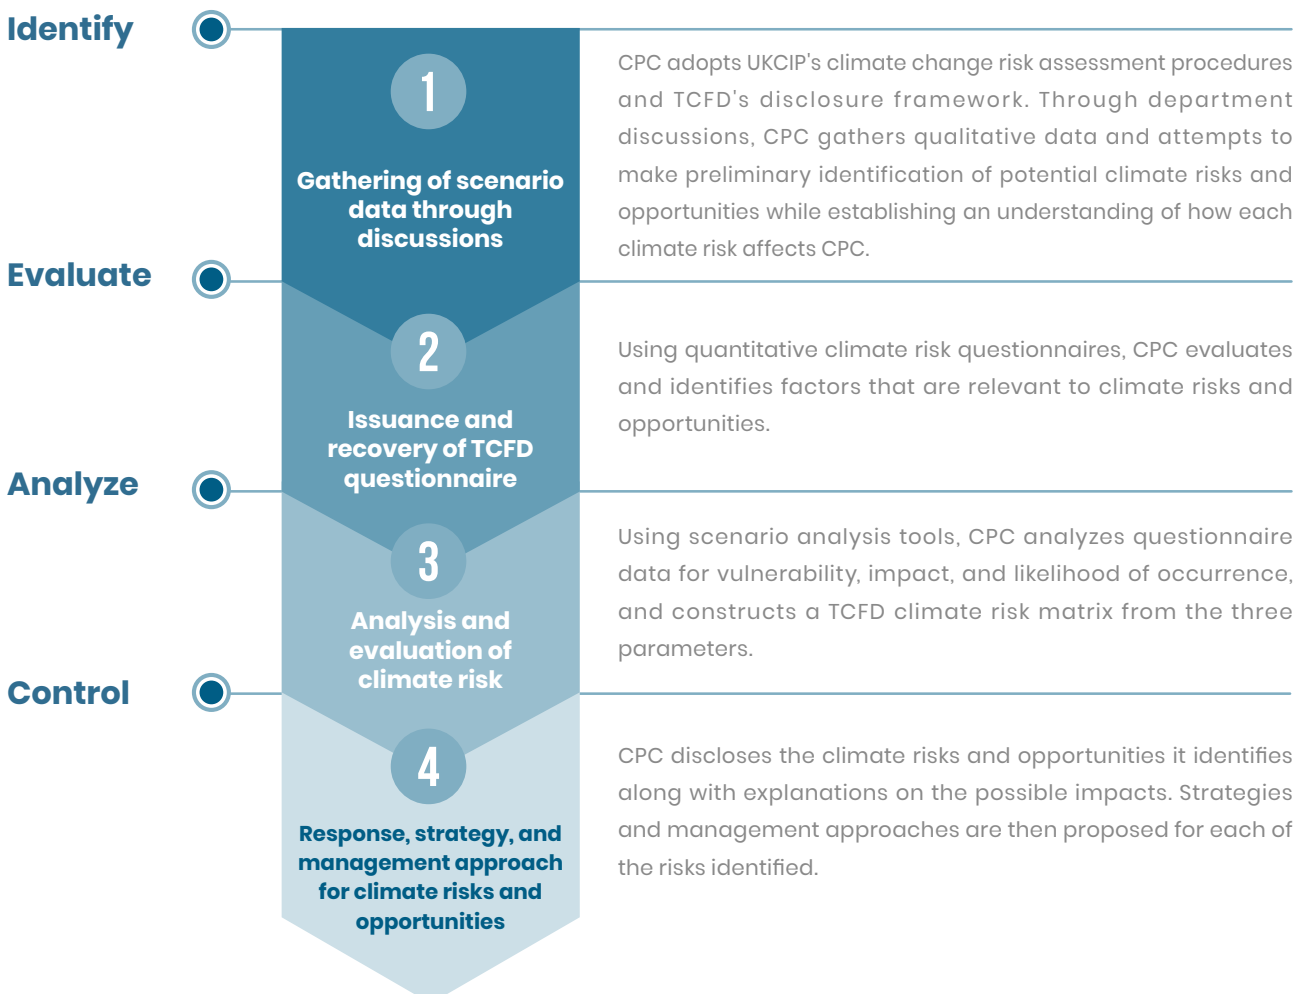 Identify
1
Gathering of scenario
data through
discussions
CPC adopts UKCIP's climate change risk assessment procedures
and TCFD's disclosure framework. Through department
discussions, CPC gathers qualitative data and attempts to
make preliminary identification of potential climate risks and
opportunities while establishing an understanding of how each
climate risk affects CPC.
Evaluate
2
Issuance and
recovery of TCFD
questionnaire
Using quantitative climate risk questionnaires, CPC evaluates
and identifies factors that are relevant to climate risks and
opportunities.
Analyze
3
Analysis and
evaluation of
climate risk
Using scenario analysis tools, CPC analyzes questionnaire
data for vulnerability, impact, and likelihood of occurrence,
and constructs a TCFD climate risk matrix from the three
parameters.
Control
4
Response, strategy, and
management approach
for climate risks and
opportunities
CPC discloses the climate risks and opportunities it identifies
along with explanations on the possible impacts. Strategies
and management approaches are then proposed for each of
the risks identified.